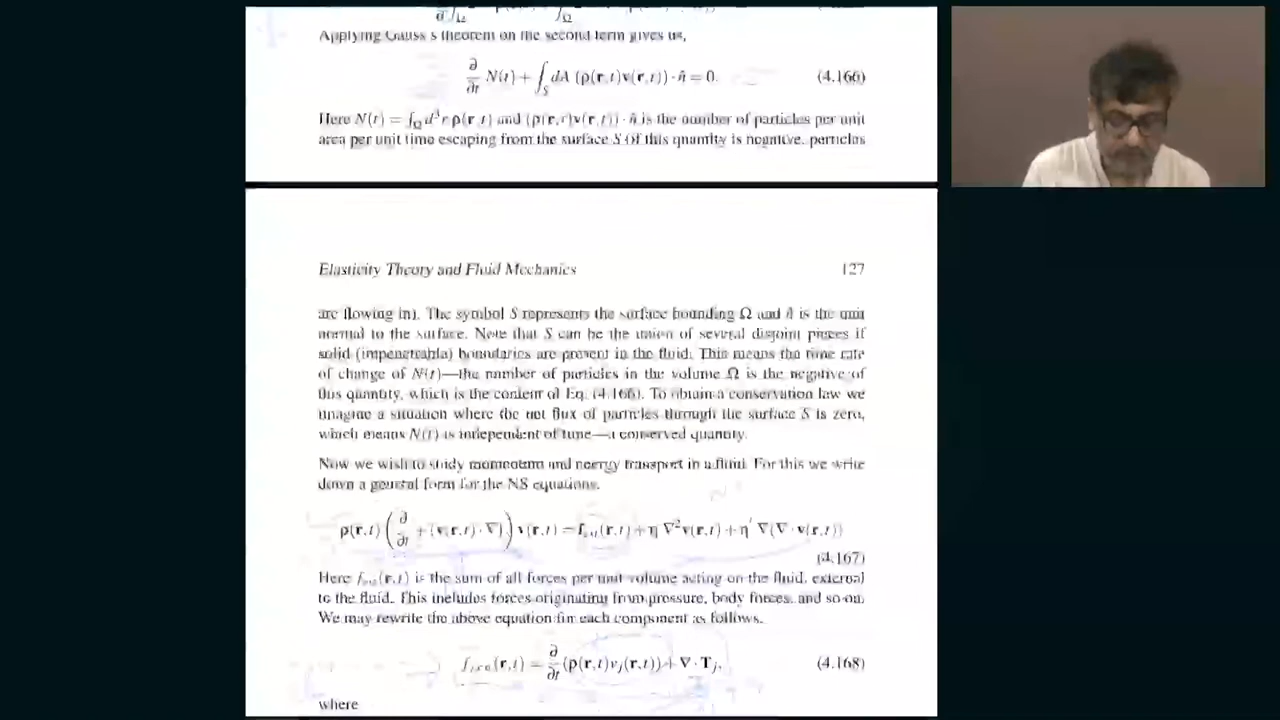 Applying Gauss's theorem on the second term gives us,
∂/∂t N(t) + ∫_S dA (ρ(r,t)v(r,t)) · n̂ = 0. (4.166)
Here N(t) = ∫_Ω d³r ρ(r,t) and (ρ(r,t)v(r,t)) · n̂ is the number of particles per unit
area per unit time escaping from the surface S (if this quantity is negative, particles
Elasticity Theory and Fluid Mechanics 127
are flowing in). The symbol S represents the surface bounding Ω and n̂ is the unit
normal to the surface. Note that S can be the union of several disjoint pieces if
solid (impenetrable) boundaries are present in the fluid. This means the time rate
of change of N(t)—the number of particles in the volume Ω is the negative of
this quantity, which is the content of Eq. (4.166). To obtain a conservation law we
imagine a situation where the net flux of particles through the surface S is zero,
which means N(t) is independent of time—a conserved quantity.
Now we wish to study momentum and energy transport in a fluid. For this we write
down a general form for the NS equations.
ρ(r,t) (∂/∂t + (v(r,t) · ∇)) v(r,t) = f_ext(r,t) + η ∇²v(r,t) + η′ ∇(∇ · v(r,t))
(4.167)
Here f_ext(r,t) is the sum of all forces per unit volume acting on the fluid, external
to the fluid. This includes forces originating from pressure, body forces, and so on.
We may rewrite the above equation for each component as follows.
(r,t) = ∂/∂t (ρ(r,t)v_j(r,t)) + ∇ · T_j, (4.168)
where